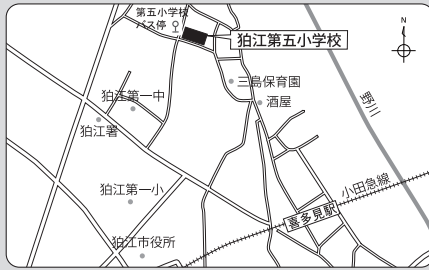 第五小学校
バス停
狛江第五小学校
N
三島保育園
酒屋
野川
狛江第一中
狛江署
狛江第一小
小田急線
喜多見駅
狛江市役所